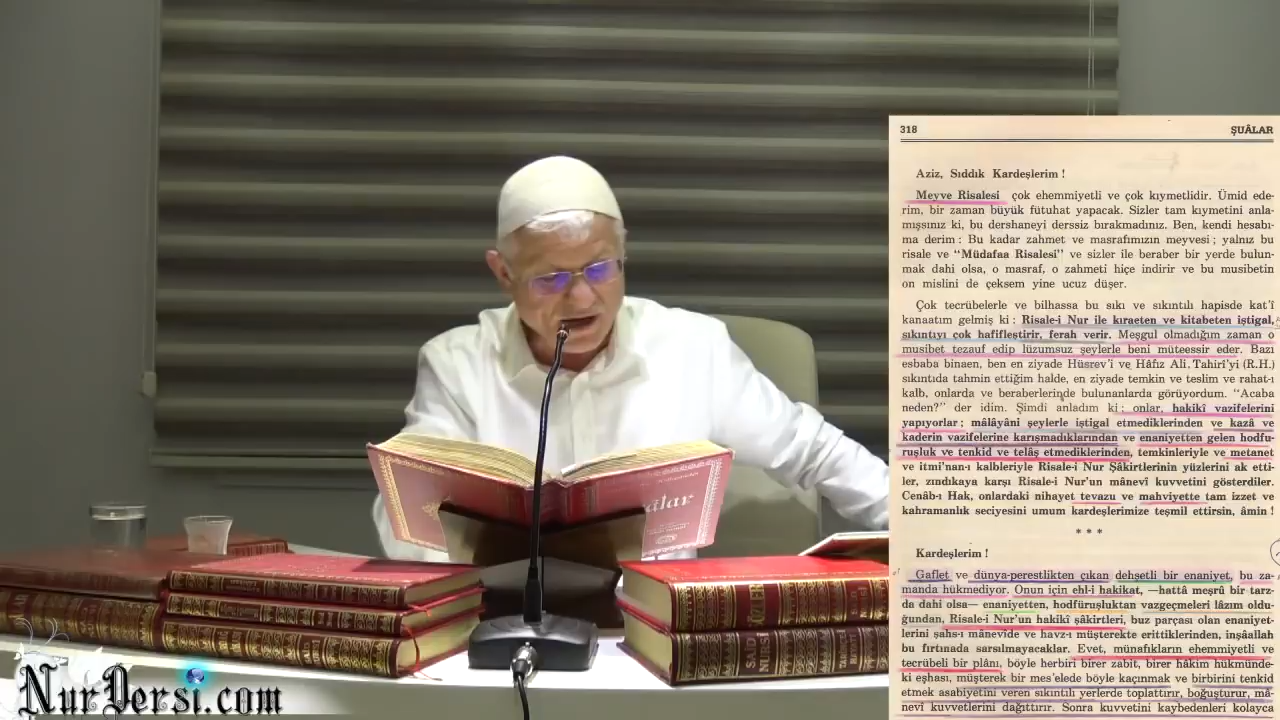 318 ŞUÂLAR
Aziz, Sıddık Kardeşlerim !
Meyve Risalesi çok ehemmiyetli ve çok kıymetlidir. Ümid ede-
rim, bir zaman büyük fütuhat yapacak. Sizler tam kıymetini anla-
mışsınız ki, bu dershaneyi derssiz bırakmadınız. Ben, kendi hesabı-
ma derim : Bu kadar zahmet ve masrafımızın meyvesi ; yalnız bu
risale ve "Müdafaa Risalesi" ve sizler ile beraber bir yerde bulun-
mak dahi olsa, o masraf, o zahmeti hiçe indirir ve bu musibetin
on mislini de çeksem yine ucuz düşer.
Çok tecrübelerle ve bilhassa bu sıkı ve sıkıntılı hapisde kat'î
kanaatım gelmiş ki : Risale-i Nur ile kıraeten ve kitabeten iştigal,
sıkıntıyı çok hafifleştirir, ferah verir. Meşgul olmadığım zaman o
musibet tezauf edip lüzumsuz şeylerle beni müteessir eder. Bazı
esbaba binaen, ben en ziyade Hüsrev'i ve Hâfız Ali, Tahirî'yi (R.H.)
sıkıntıda tahmin ettiğim halde, en ziyade temkin ve teslim ve rahat-ı
kalb, onlarda ve beraberlerinde bulunanlarda görüyordum. "Acaba
neden?" der idim. Şimdi anladım ki ; onlar, hakikî vazifelerini
yapıyorlar ; mâlâyâni şeylerle iştigal etmediklerinden ve kazâ ve
kaderin vazifelerine karışmadıklarından ve enaniyetten gelen hodfu-
ruşluk ve tenkid ve telâş etmediklerinden, temkinleriyle ve metanet
ve itmi'nan-ı kalbleriyle Risale-i Nur Şâkirtlerinin yüzlerini ak etti-
ler, zındıkaya karşı Risale-i Nur'un mânevî kuvvetini gösterdiler.
Cenâb-ı Hak, onlardaki nihayet tevazu ve mahviyette tam izzet ve
kahramanlık seciyesini umum kardeşlerimize teşmil ettirsin, âmin !
* * *
Kardeşlerim !
Gaflet ve dünya-perestlikten çıkan dehşetli bir enaniyet, bu za-
manda hükmediyor. Onun için ehl-i hakikat, —hattâ meşrû bir tarz-
da dahi olsa— enaniyetten, hodfüruşluktan vazgeçmeleri lâzım oldu-
ğundan, Risale-i Nur'un hakikî şâkirtleri, buz parçası olan enaniyet-
lerini şahs-ı mânevîde ve havz-ı müşterekte erittiklerinden, inşâallah
bu fırtınada sarsılmayacaklar. Evet, münafıkların ehemmiyetli ve
tecrübeli bir plânı, böyle herbiri birer zabit, birer hâkim hükmünde-
ki eşhası, müşterek bir mes'elede böyle kaçınmak ve birbirini tenkid
etmek asabiyetini veren sıkıntılı yerlerde toplattırır, boğuşturur, mâ-
nevî kuvvetlerini dağıttırır. Sonra kuvvetini kaybedenleri kolayca
SAİD
NURSÎ
NurDersi.com